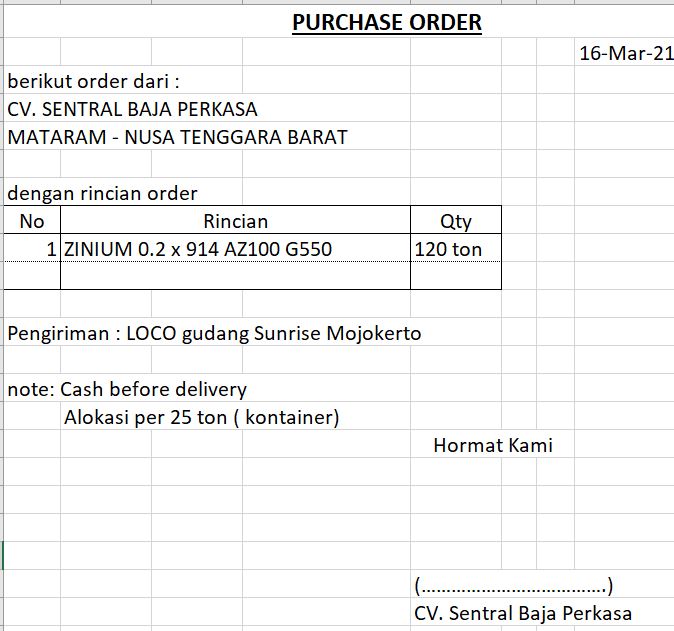 PURCHASE ORDER
16-Mar-21
berikut order dari :
CV. SENTRAL BAJA PERKASA
MATARAM - NUSA TENGGARA BARAT
dengan rincian order
No Rincian Qty
1 ZINIUM 0.2 x 914 AZ100 G550 120 ton
Pengiriman : LOCO gudang Sunrise Mojokerto
note: Cash before delivery
Alokasi per 25 ton ( kontainer)
Hormat Kami
(……………………………….)
CV. Sentral Baja Perkasa